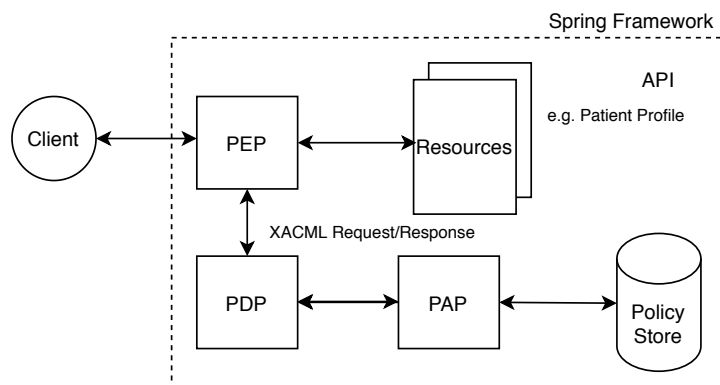 Spring Framework
API
e.g. Patient Profile
Client
PEP
Resources
XACML Request/Response
PDP
PAP
Policy
Store